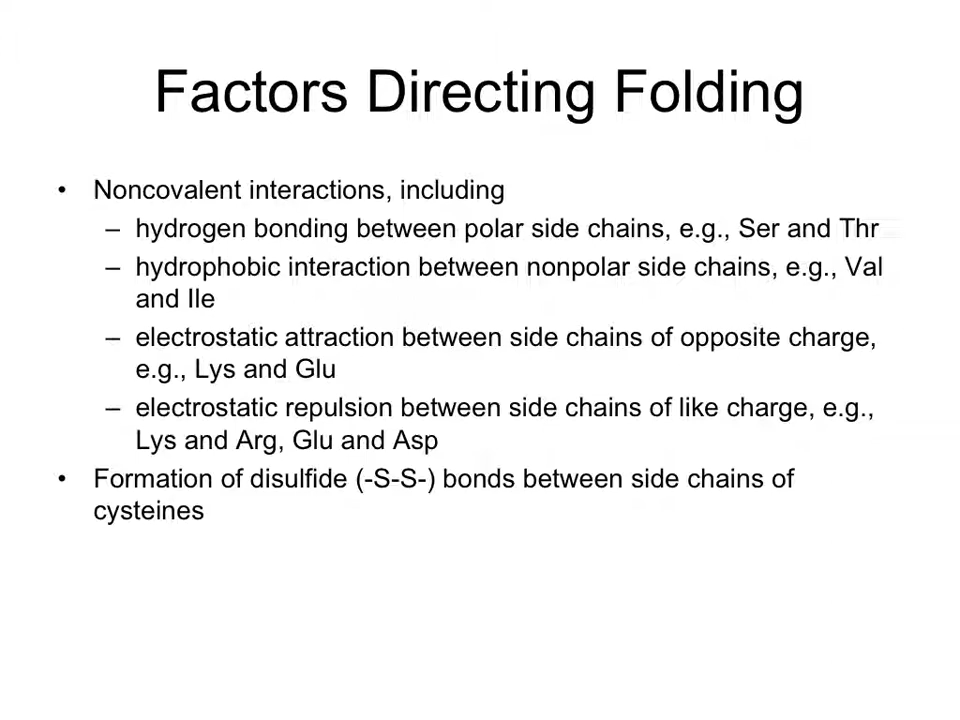 Factors Directing Folding
• Noncovalent interactions, including
– hydrogen bonding between polar side chains, e.g., Ser and Thr
– hydrophobic interaction between nonpolar side chains, e.g., Val
and Ile
– electrostatic attraction between side chains of opposite charge,
e.g., Lys and Glu
– electrostatic repulsion between side chains of like charge, e.g.,
Lys and Arg, Glu and Asp
• Formation of disulfide (-S-S-) bonds between side chains of
cysteines